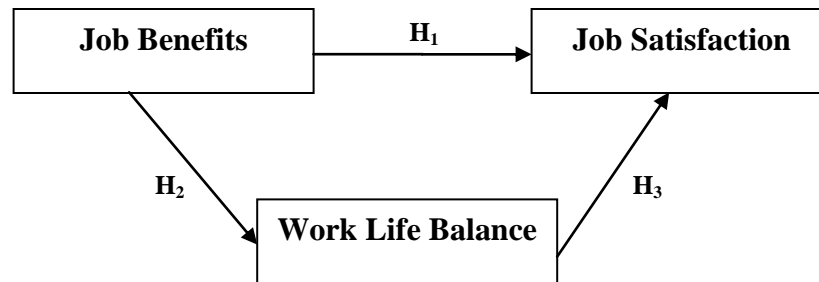 Job Benefits
H₁
Job Satisfaction
H₂
H₃
Work Life Balance